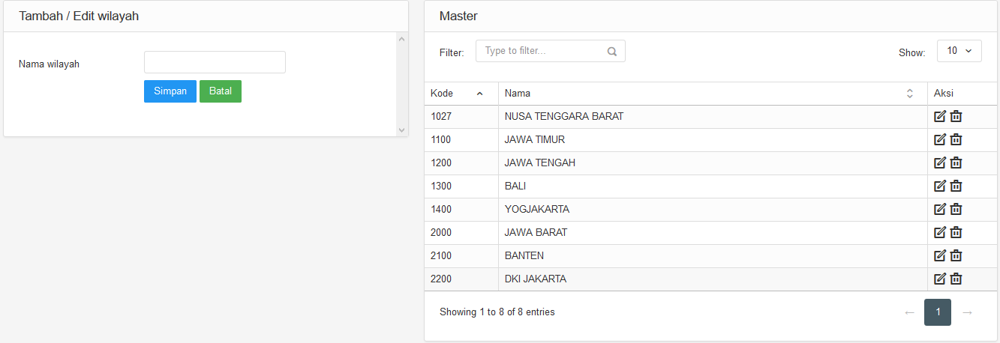 Tambah / Edit wilayah
Nama wilayah
Simpan Batal
Master
Filter: Type to filter... Show: 10
Kode Nama Aksi
1027 NUSA TENGGARA BARAT
1100 JAWA TIMUR
1200 JAWA TENGAH
1300 BALI
1400 YOGJAKARTA
2000 JAWA BARAT
2100 BANTEN
2200 DKI JAKARTA
Showing 1 to 8 of 8 entries ← 1 →